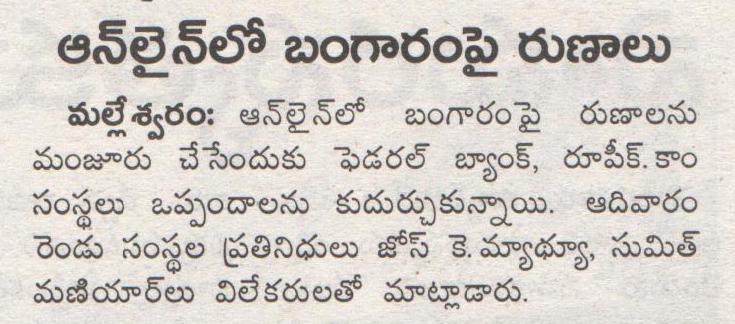 ఆన్‌లైన్‌లో బంగారంపై రుణాలు
మల్లేశ్వరం: ఆన్‌లైన్‌లో బంగారంపై రుణాలను
మంజూరు చేసేందుకు ఫెడరల్ బ్యాంక్, రూపీక్.కాం
సంస్థలు ఒప్పందాలను కుదుర్చుకున్నాయి. ఆదివారం
రెండు సంస్థల ప్రతినిధులు జోస్ కె.మ్యాథ్యూ, సుమిత్
మణియార్‌లు విలేకరులతో మాట్లాడారు.